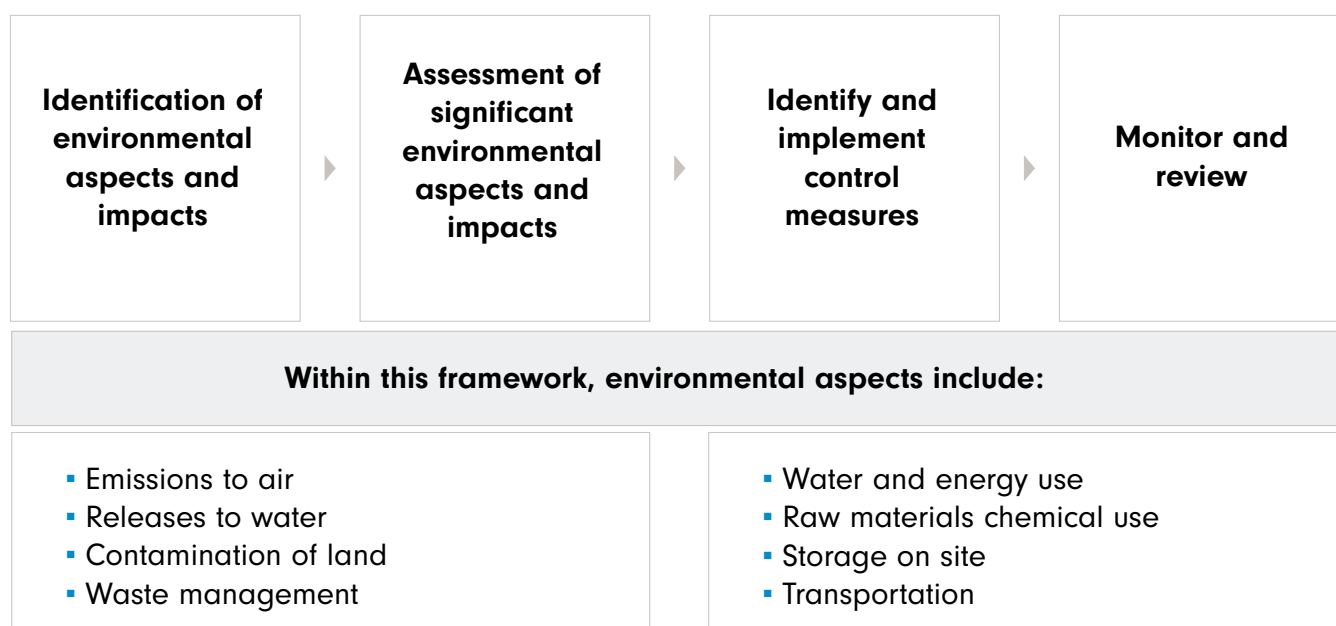 Identification of
environmental
aspects and
impacts
Assessment of
significant
environmental
aspects and
impacts
Identify and
implement
control
measures
Monitor and
review
Within this framework, environmental aspects include:
▪ Emissions to air
▪ Releases to water
▪ Contamination of land
▪ Waste management
▪ Water and energy use
▪ Raw materials chemical use
▪ Storage on site
▪ Transportation